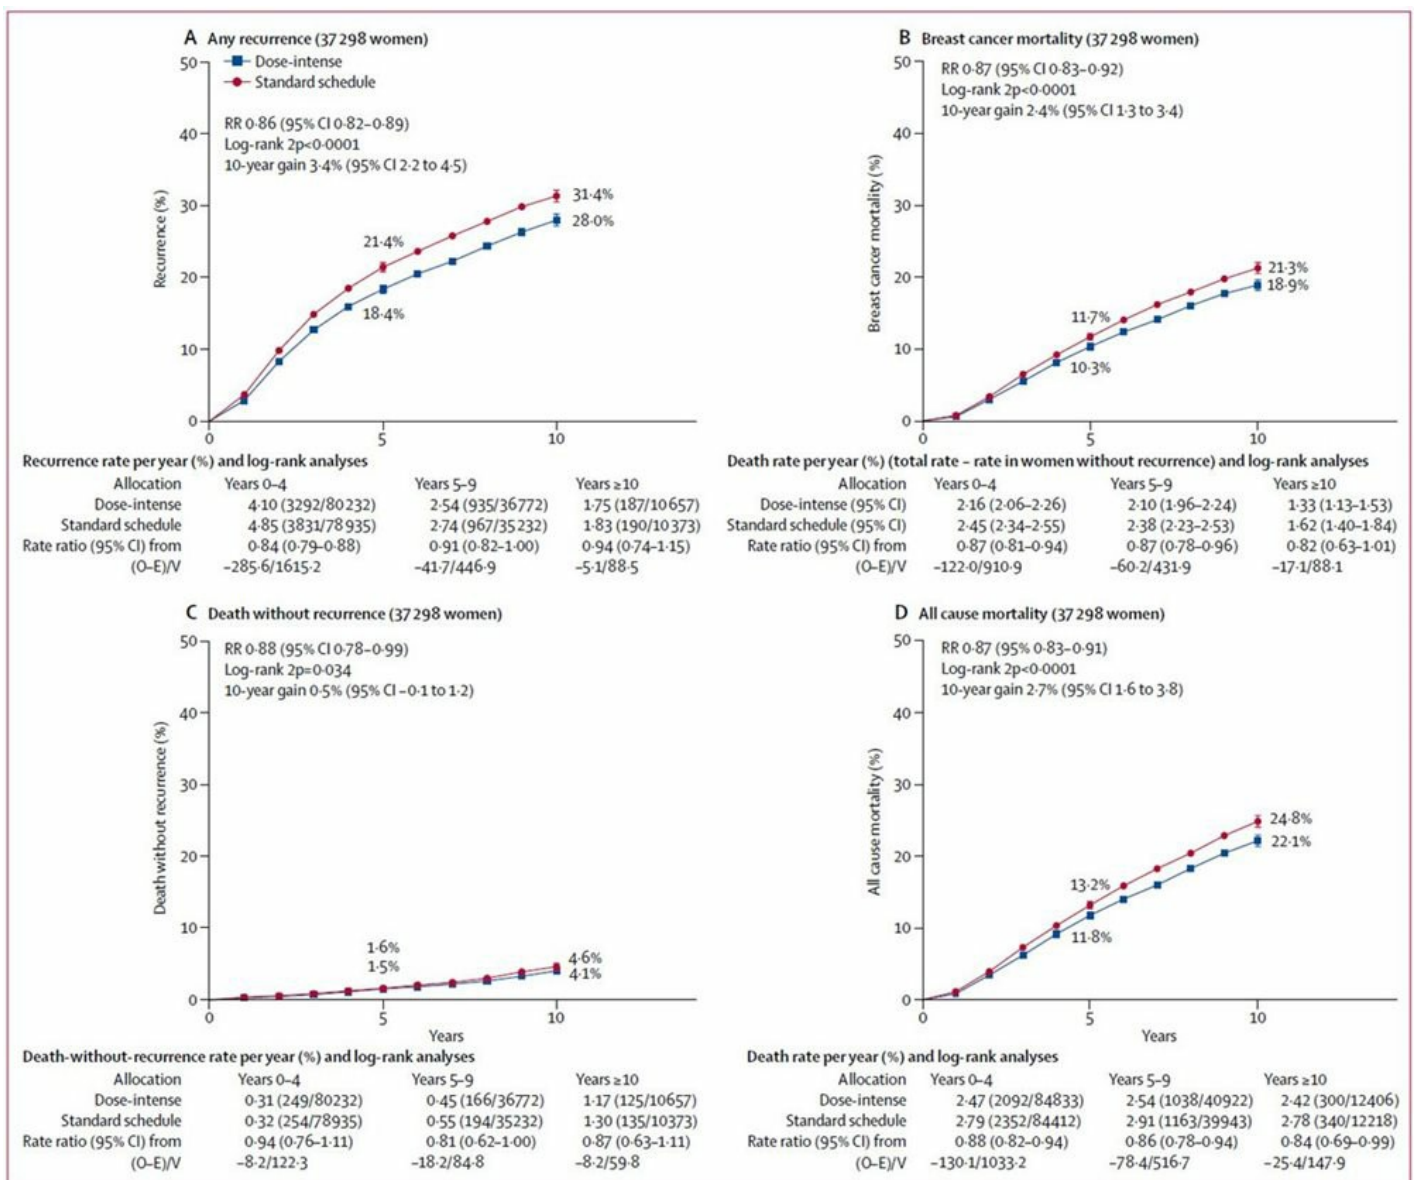 A Any recurrence (37 298 women)
Dose-intense
Standard schedule
RR 0·86 (95% CI 0·82–0·89)
Log-rank 2p<0·0001
10-year gain 3·4% (95% CI 2·2 to 4·5)
50
40
30
20
10
0
Recurrence (%)
21·4%
18·4%
31·4%
28·0%
0 5 10
Recurrence rate per year (%) and log-rank analyses
Allocation Years 0–4 Years 5–9 Years ≥10
Dose-intense 4·10 (3292/80 232) 2·54 (935/36 772) 1·75 (187/10 657)
Standard schedule 4·85 (3831/78 935) 2·74 (967/35 232) 1·83 (190/10 373)
Rate ratio (95% CI) from 0·84 (0·79–0·88) 0·91 (0·82–1·00) 0·94 (0·74–1·15)
(O–E)/V –285·6/1615·2 –41·7/446·9 –5·1/88·5
B Breast cancer mortality (37 298 women)
RR 0·87 (95% CI 0·83–0·92)
Log-rank 2p<0·0001
10-year gain 2·4% (95% CI 1·3 to 3·4)
50
40
30
20
10
0
Breast cancer mortality (%)
11·7%
10·3%
21·3%
18·9%
0 5 10
Death rate per year (%) (total rate – rate in women without recurrence) and log-rank analyses
Allocation Years 0–4 Years 5–9 Years ≥10
Dose-intense (95% CI) 2·16 (2·06–2·26) 2·10 (1·96–2·24) 1·33 (1·13–1·53)
Standard schedule (95% CI) 2·45 (2·34–2·55) 2·38 (2·23–2·53) 1·62 (1·40–1·84)
Rate ratio (95% CI) from 0·87 (0·81–0·94) 0·87 (0·78–0·96) 0·82 (0·63–1·01)
(O–E)/V –122·0/910·9 –60·2/431·9 –17·1/88·1
C Death without recurrence (37 298 women)
RR 0·88 (95% CI 0·78–0·99)
Log-rank 2p=0·034
10-year gain 0·5% (95% CI –0·1 to 1·2)
50
40
30
20
10
0
Death without recurrence (%)
1·6%
1·5%
4·6%
4·1%
0 5 10
Years
Death-without-recurrence rate per year (%) and log-rank analyses
Allocation Years 0–4 Years 5–9 Years ≥10
Dose-intense 0·31 (249/80232) 0·45 (166/36772) 1·17 (125/10657)
Standard schedule 0·32 (254/78935) 0·55 (194/35232) 1·30 (135/10373)
Rate ratio (95% CI) from 0·94 (0·76–1·11) 0·81 (0·62–1·00) 0·87 (0·63–1·11)
(O–E)/V –8·2/122·3 –18·2/84·8 –8·2/59·8
D All cause mortality (37 298 women)
RR 0·87 (95% 0·83–0·91)
Log-rank 2p<0·0001
10-year gain 2·7% (95% CI 1·6 to 3·8)
50
40
30
20
10
0
All cause mortality (%)
13·2%
11·8%
24·8%
22·1%
0 5 10
Years
Death rate per year (%) and log-rank analyses
Allocation Years 0–4 Years 5–9 Years ≥10
Dose-intense 2·47 (2092/84833) 2·54 (1038/40922) 2·42 (300/12406)
Standard schedule 2·79 (2352/84412) 2·91 (1163/39943) 2·78 (340/12218)
Rate ratio (95% CI) from 0·88 (0·82–0·94) 0·86 (0·78–0·94) 0·84 (0·69–0·99)
(O–E)/V –130·1/1033·2 –78·4/516·7 –25·4/147·9